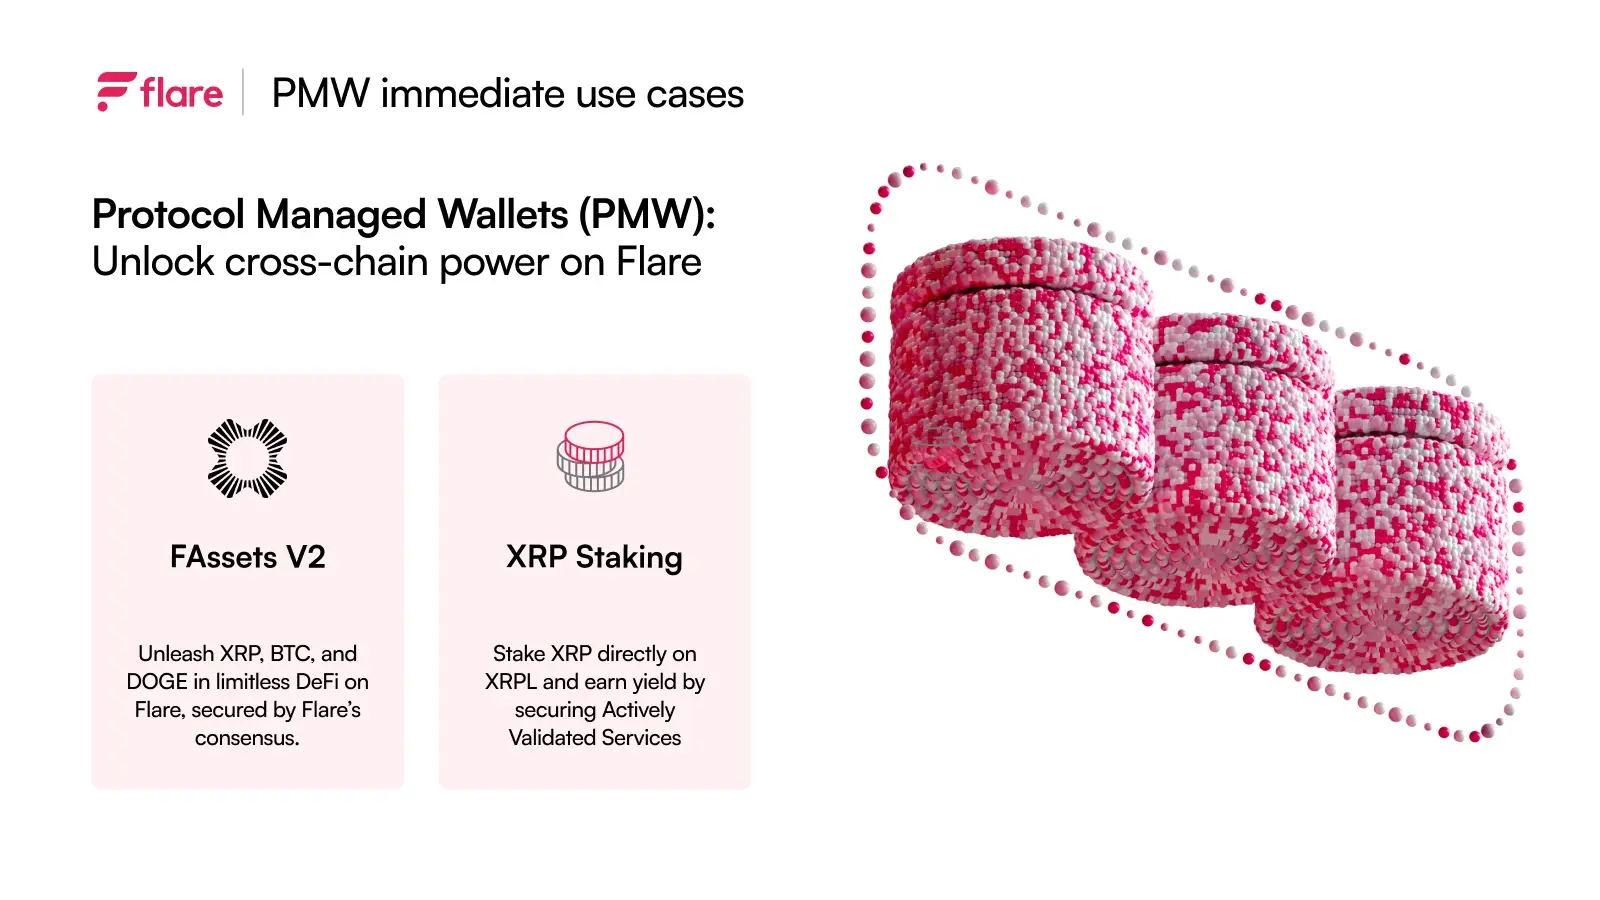 flare
PMW immediate use cases
Protocol Managed Wallets (PMW):
Unlock cross-chain power on Flare
FAssets V2
Unleash XRP, BTC, and
DOGE in limitless DeFi on
Flare, secured by Flare’s
consensus.
XRP Staking
Stake XRP directly on
XRPL and earn yield by
securing Actively
Validated Services